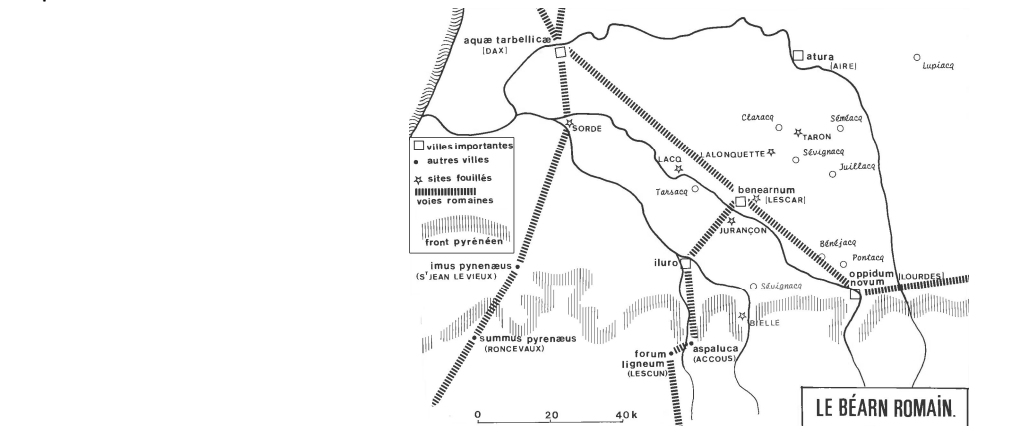 aquæ tarbellicæ
[DAX]
atura
[AIRE]
Lupiacq
Claracq
Séméacq
SORDE
TARON
villes importantes
autres villes
LALONQUETTE
Sévignacq
LACQ
Juillacq
sites fouillés
Tarsacq
benearnum
[LESCAR]
voies romaines
JURANÇON
front pyrénéen
Bénéjacq
Pontacq
iluro
imus pyrenæus
(ST JEAN LE VIEUX)
oppidum
novum
[LOURDES]
Sévignacq
BIELLE
summus pyrenæus
(RONCEVAUX)
forum
ligneum
(LESCUN)
aspaluca
(ACCOUS)
0 20 40 k
LE BÉARN ROMAIN.